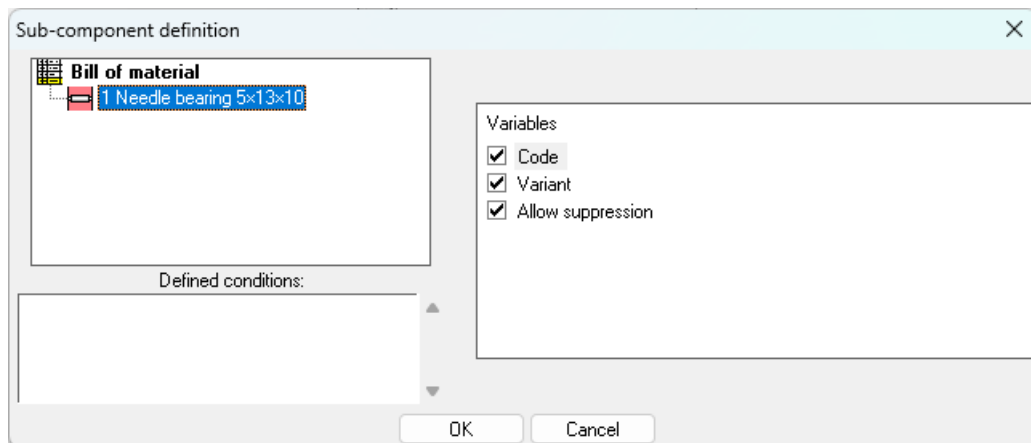 Sub-component definition
Bill of material
1 Needle bearing 5×13×10
Variables
Code
Variant
Allow suppression
Defined conditions:
OK
Cancel